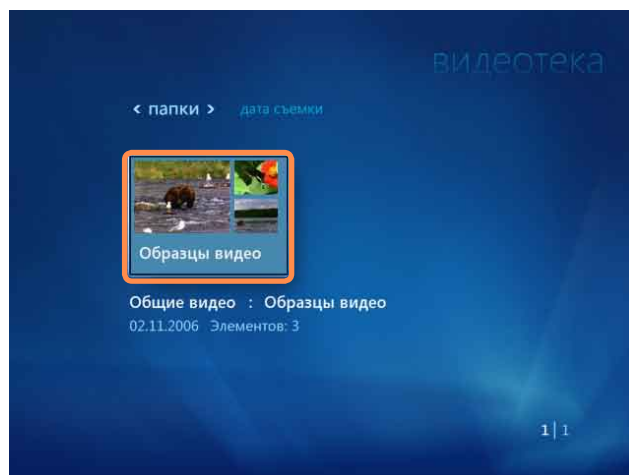 видеотека
< папки > дата съемки
Образцы видео
Общие видео : Образцы видео
02.11.2006 Элементов: 3
1|1